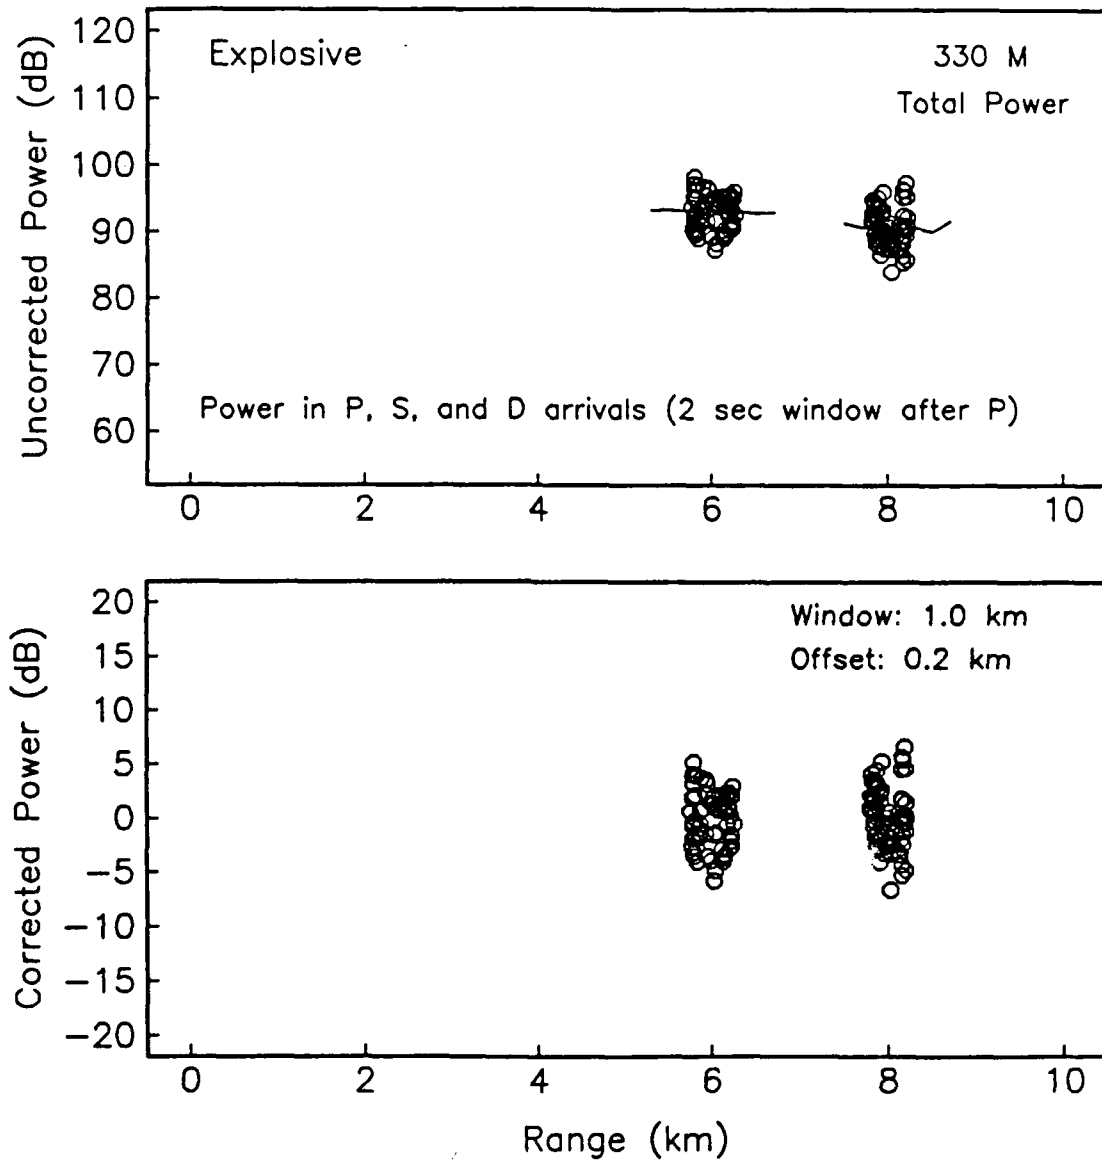 Explosive
330 M
Total Power
Uncorrected Power (dB)
120
110
100
90
80
70
60
Power in P, S, and D arrivals (2 sec window after P)
0 2 4 6 8 10
Window: 1.0 km
Offset: 0.2 km
Corrected Power (dB)
20
15
10
5
0
−5
−10
−15
−20
0 2 4 6 8 10
Range (km)